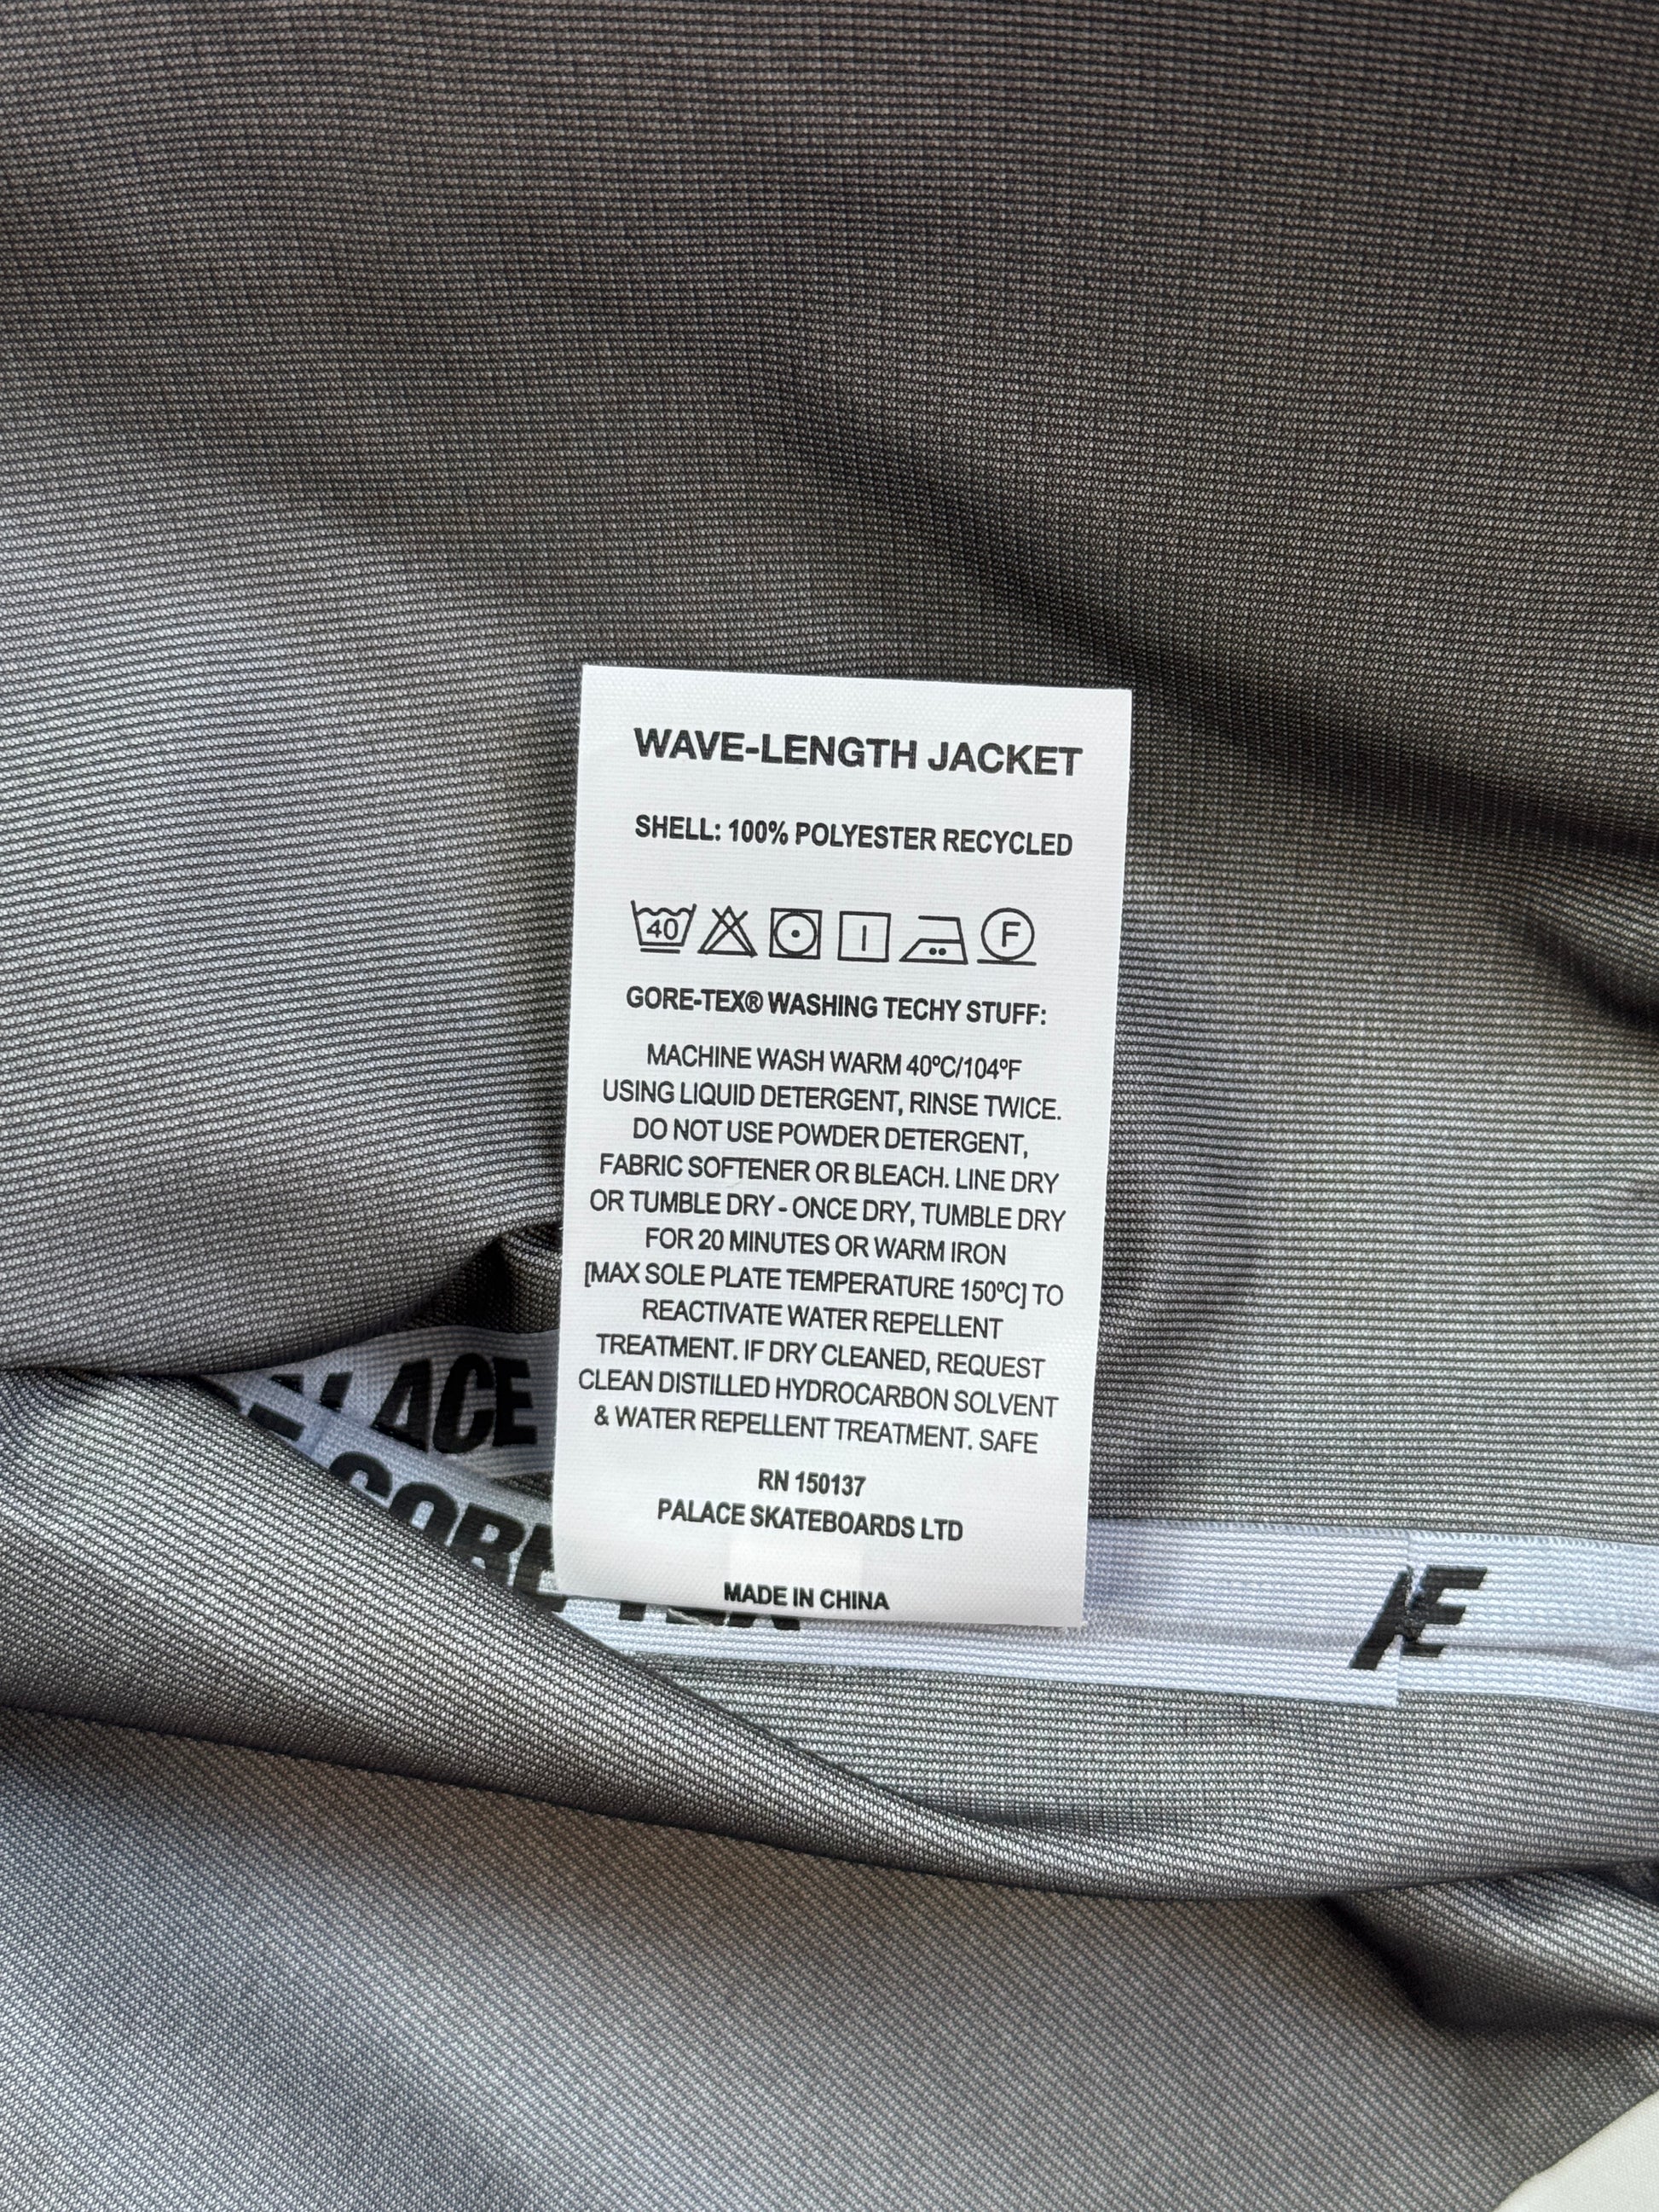 WAVE-LENGTH JACKET
SHELL: 100% POLYESTER RECYCLED
40
F
GORE-TEX® WASHING TECHY STUFF:
MACHINE WASH WARM 40ºC/104ºF
USING LIQUID DETERGENT, RINSE TWICE.
DO NOT USE POWDER DETERGENT,
FABRIC SOFTENER OR BLEACH. LINE DRY
OR TUMBLE DRY - ONCE DRY, TUMBLE DRY
FOR 20 MINUTES OR WARM IRON
[MAX SOLE PLATE TEMPERATURE 150ºC] TO
REACTIVATE WATER REPELLENT
TREATMENT. IF DRY CLEANED, REQUEST
CLEAN DISTILLED HYDROCARBON SOLVENT
& WATER REPELLENT TREATMENT. SAFE
RN 150137
PALACE SKATEBOARDS LTD
MADE IN CHINA